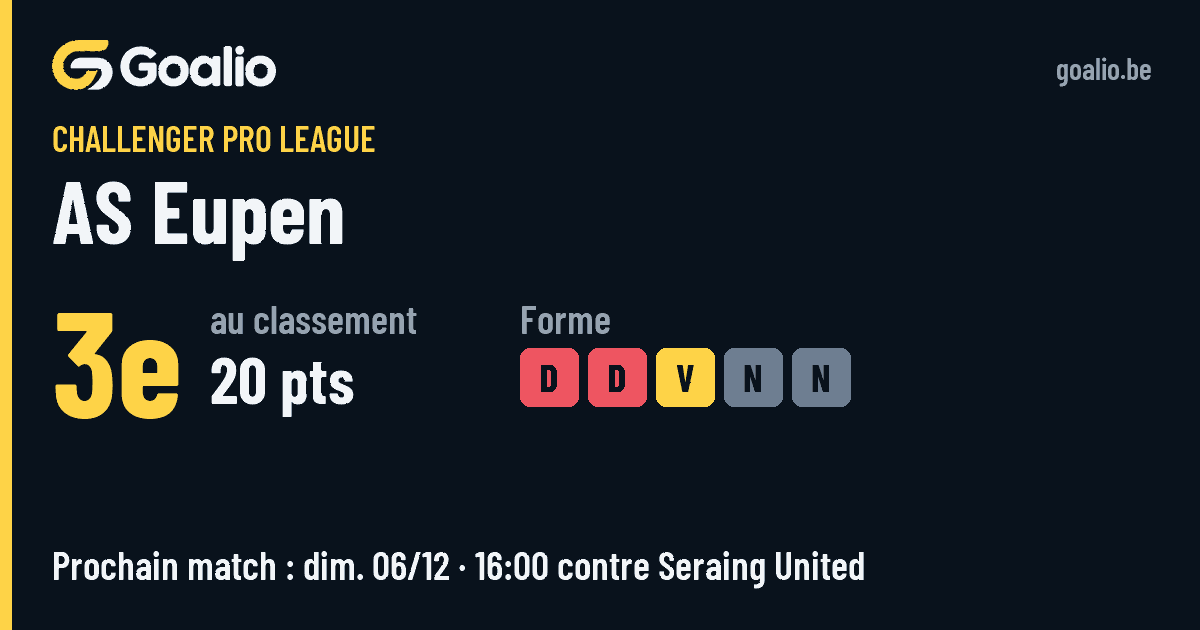 Goalio
goalio.be
CHALLENGER PRO LEAGUE
AS Eupen
3e
au classement
20 pts
Forme
D D V N N
Prochain match : dim. 06/12 · 16:00 contre Seraing United